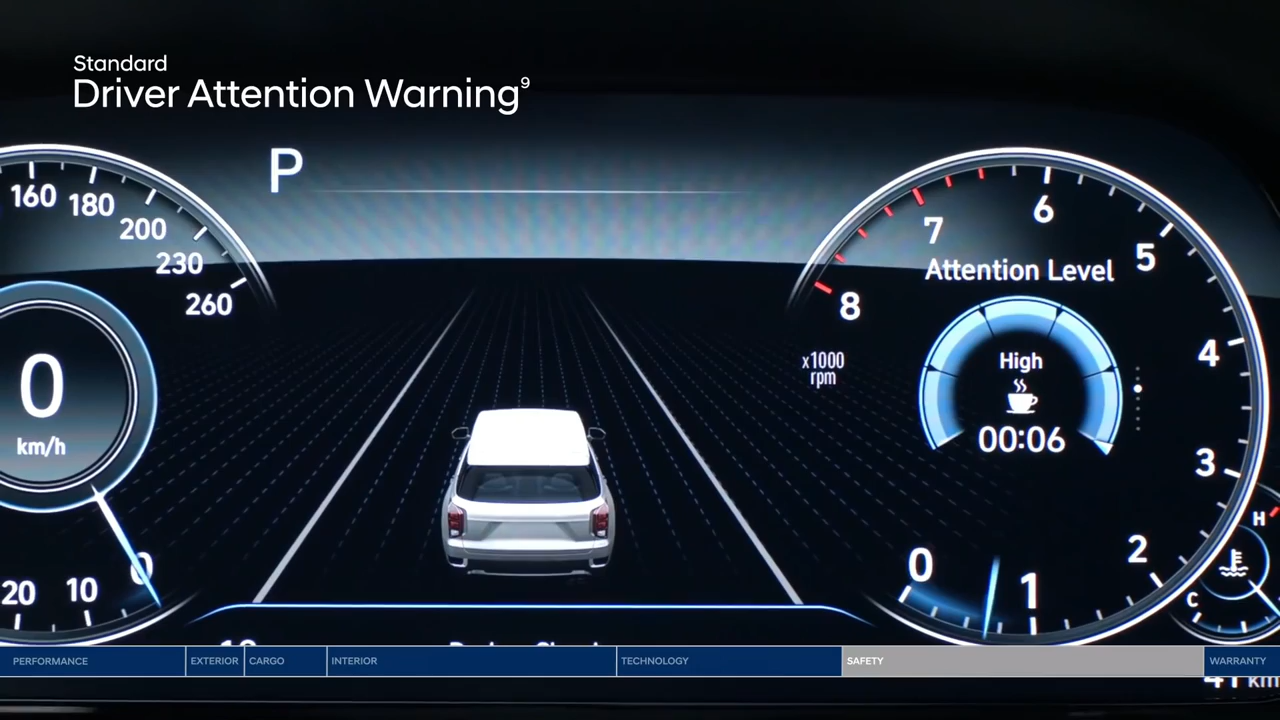 Standard
Driver Attention Warning⁹
P
160
180
200
230
260
0
km/h
20
10
0
8
7
6
5
4
3
2
1
0
x1000
rpm
Attention Level
High
00:06
H
C
PERFORMANCE
EXTERIOR
CARGO
INTERIOR
TECHNOLOGY
SAFETY
WARRANTY
km